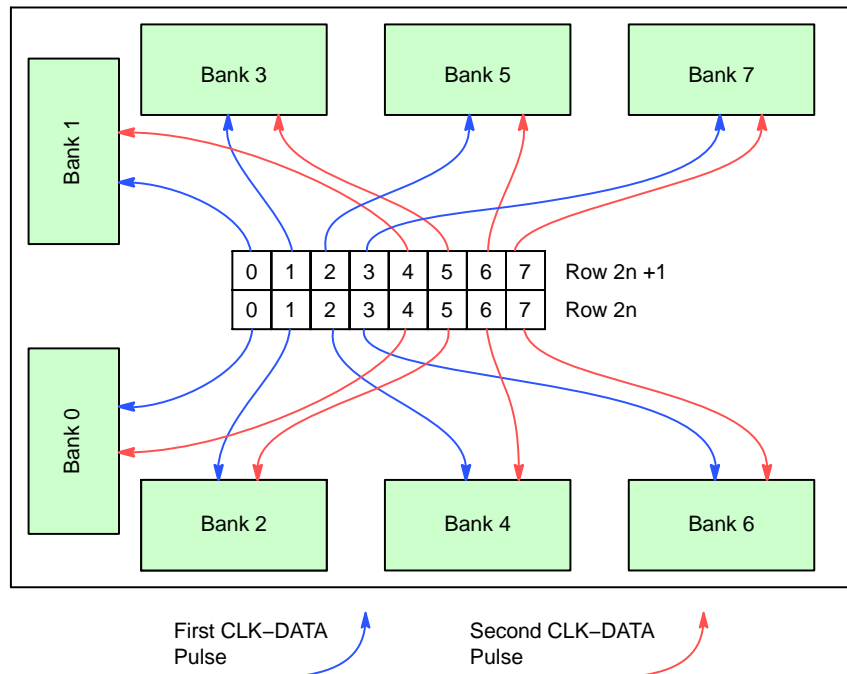 Bank 3
Bank 5
Bank 7
Bank 1
0 1 2 3 4 5 6 7 Row 2n +1
0 1 2 3 4 5 6 7 Row 2n
Bank 0
Bank 2
Bank 4
Bank 6
First CLK–DATA
Pulse
Second CLK–DATA
Pulse